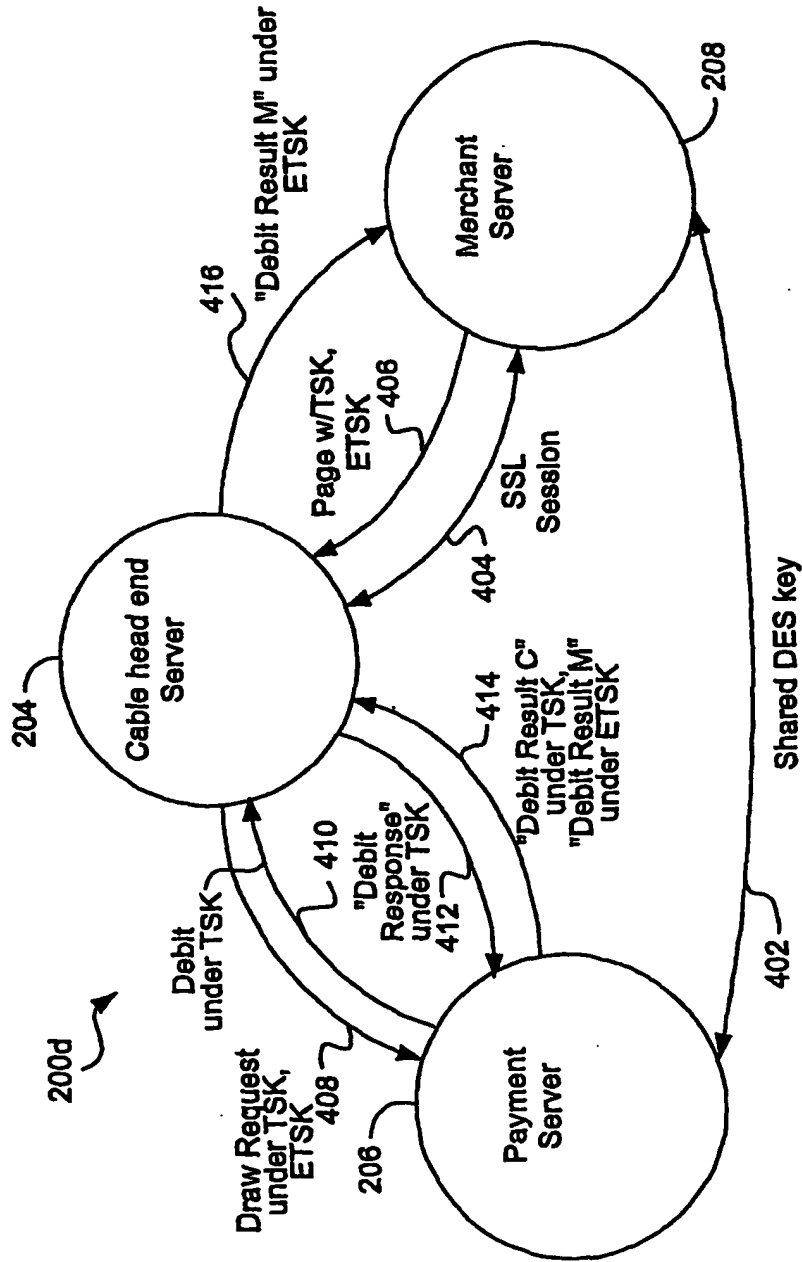 200d
204
Cable head end
Server
416
"Debit Result M" under
ETSK
Page w/TSK,
ETSK
406
404
SSL
Session
Merchant
Server
208
Debit
under TSK
410
Draw Request
under TSK,
ETSK
408
"Debit
Response"
under TSK
412
414
"Debit Result C"
under TSK,
"Debit Result M"
under ETSK
206
Payment
Server
402
Shared DES key